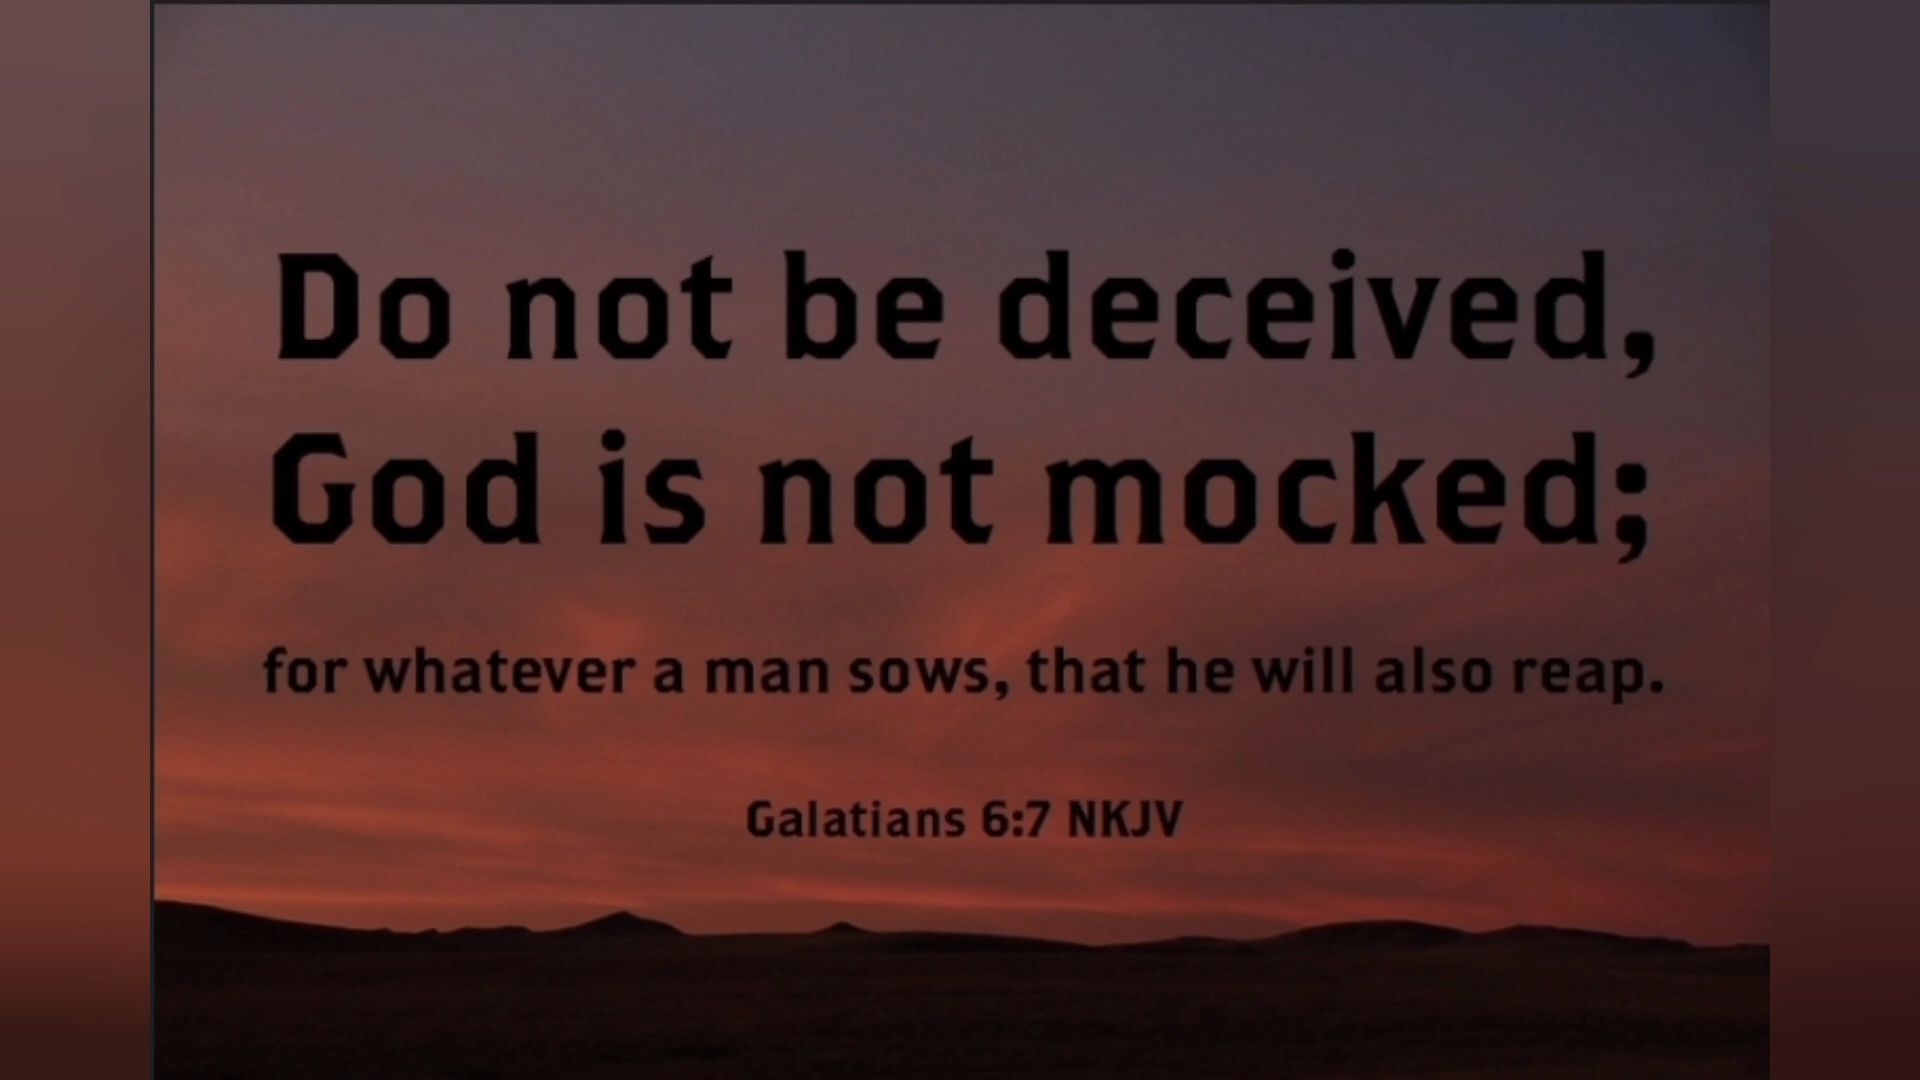 Do not be deceived,
God is not mocked;
for whatever a man sows, that he will also reap.
Galatians 6:7 NKJV